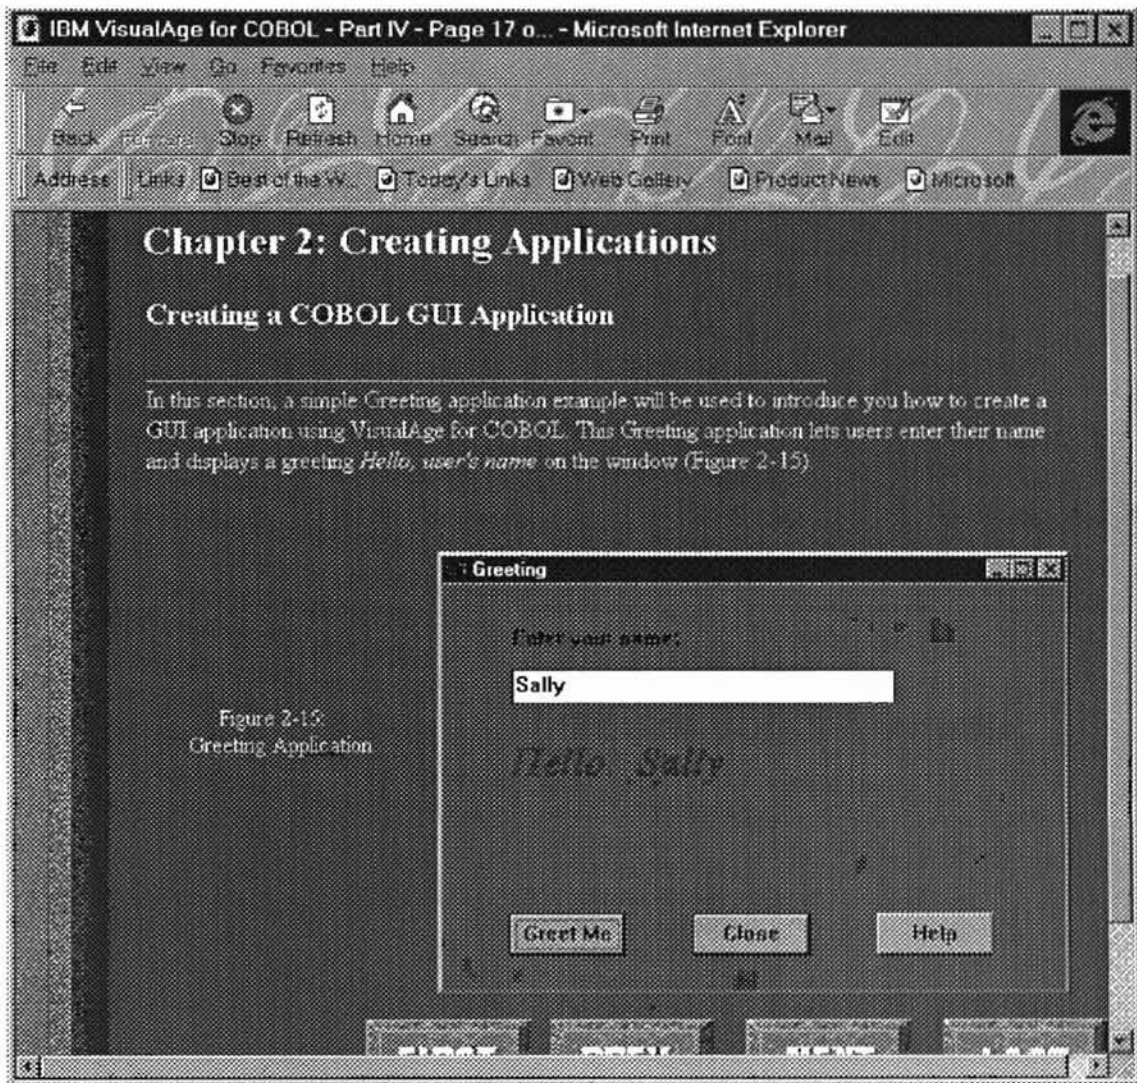 IBM VisualAge for COBOL - Part IV - Page 17 o... - Microsoft Internet Explorer
File Edit View Go Favorites Help
Back Forward Stop Refresh Home Search Favorit Print Font Mail Edit
Address Links Best of the W... Today's Links Web Gallery Product News Microsoft
Chapter 2: Creating Applications
Creating a COBOL GUI Application
In this section, a simple Greeting application example will be used to introduce you how to create a
GUI application using VisualAge for COBOL. This Greeting application lets users enter their name
and displays a greeting Hello, user's name on the window (Figure 2-15)
Greeting
Enter your name:
Sally
Figure 2-15:
Greeting Application
Hello, Sally
Greet Me Close Help
FIRST PREV NEXT LAST